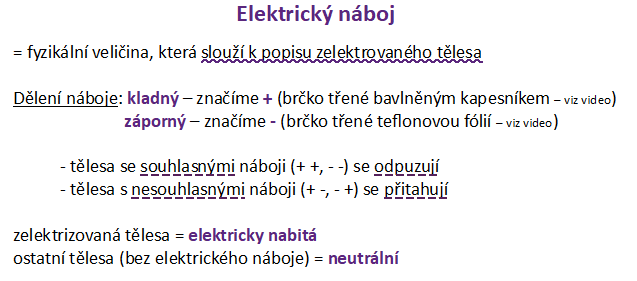 Elektrický náboj
= fyzikální veličina, která slouží k popisu zelektrovaného tělesa
Dělení náboje: kladný – značíme + (brčko třené bavlněným kapesníkem – viz video)
záporný – značíme - (brčko třené teflonovou fólií – viz video)
- tělesa se souhlasnými náboji (+ +, - -) se odpuzují
- tělesa s nesouhlasnými náboji (+ -, - +) se přitahují
zelektrizovaná tělesa = elektricky nabitá
ostatní tělesa (bez elektrického náboje) = neutrální